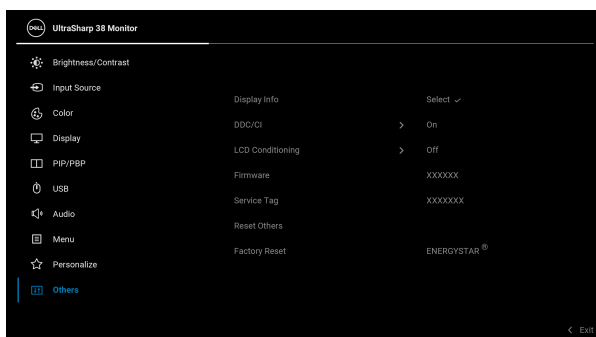 DELL UltraSharp 38 Monitor
Brightness/Contrast
Input Source
Display Info Select ✓
Color
DDC/CI > On
Display
LCD Conditioning > Off
PIP/PBP
Firmware XXXXXX
USB
Service Tag XXXXXXX
Audio
Reset Others
Menu
Factory Reset ENERGYSTAR ®
Personalize
Others
< Exit